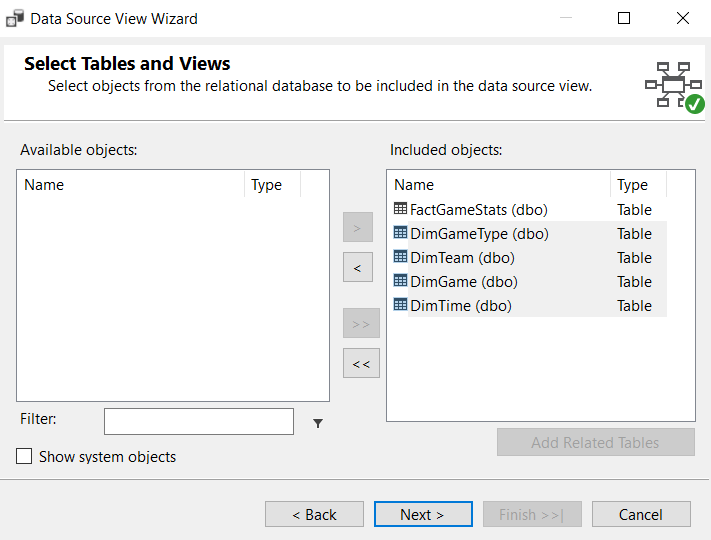 Data Source View Wizard
Select Tables and Views
Select objects from the relational database to be included in the data source view.
Available objects:
Name Type
Included objects:
Name Type
FactGameStats (dbo) Table
DimGameType (dbo) Table
DimTeam (dbo) Table
DimGame (dbo) Table
DimTime (dbo) Table
>
<
>>
<<
Filter:
Show system objects
Add Related Tables
< Back Next > Finish >>| Cancel